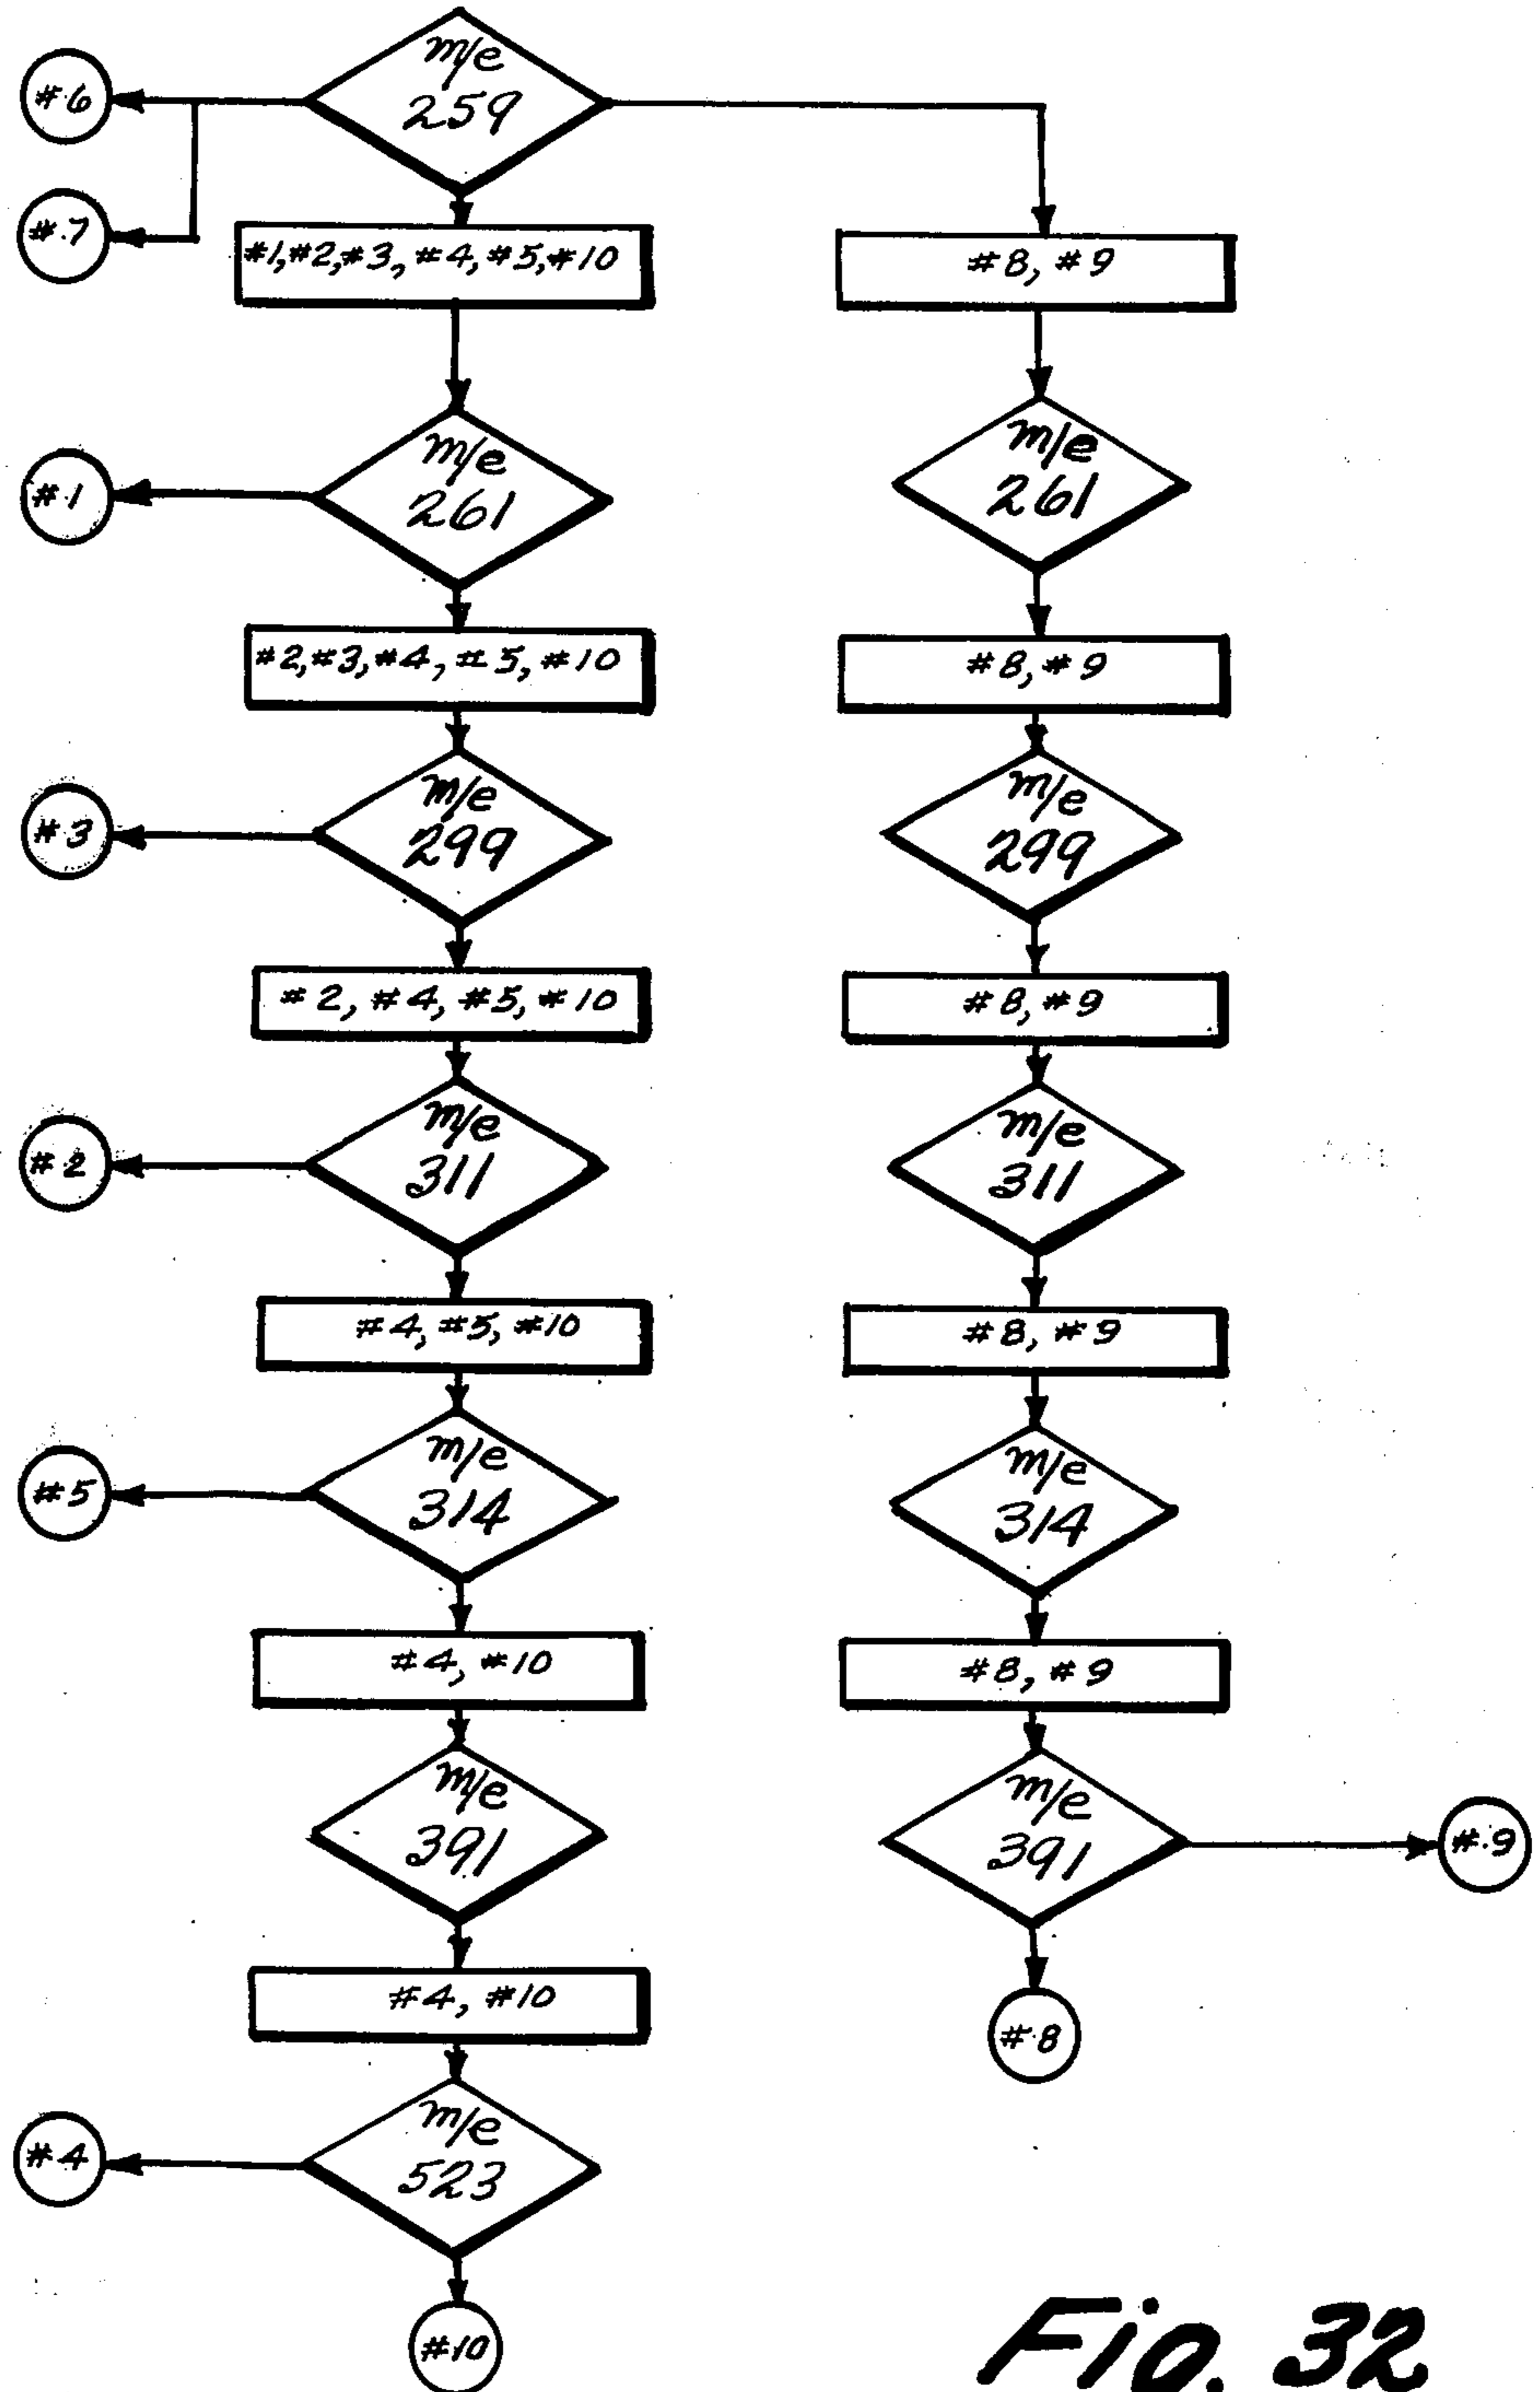 m/e
259
#6
#7
#1,#2,#3, #4,#5,#10
#8, #9
m/e
261
m/e
261
#1
#2,#3,#4, #5,#10
#8, #9
m/e
299
m/e
299
#3
#2, #4, #5, #10
#8, #9
m/e
311
m/e
311
#2
#4, #5, #10
#8, #9
m/e
314
m/e
314
#5
#4, #10
#8, #9
m/e
391
m/e
391
#9
#4, #10
#8
m/e
523
#4
#10
Fig. 32